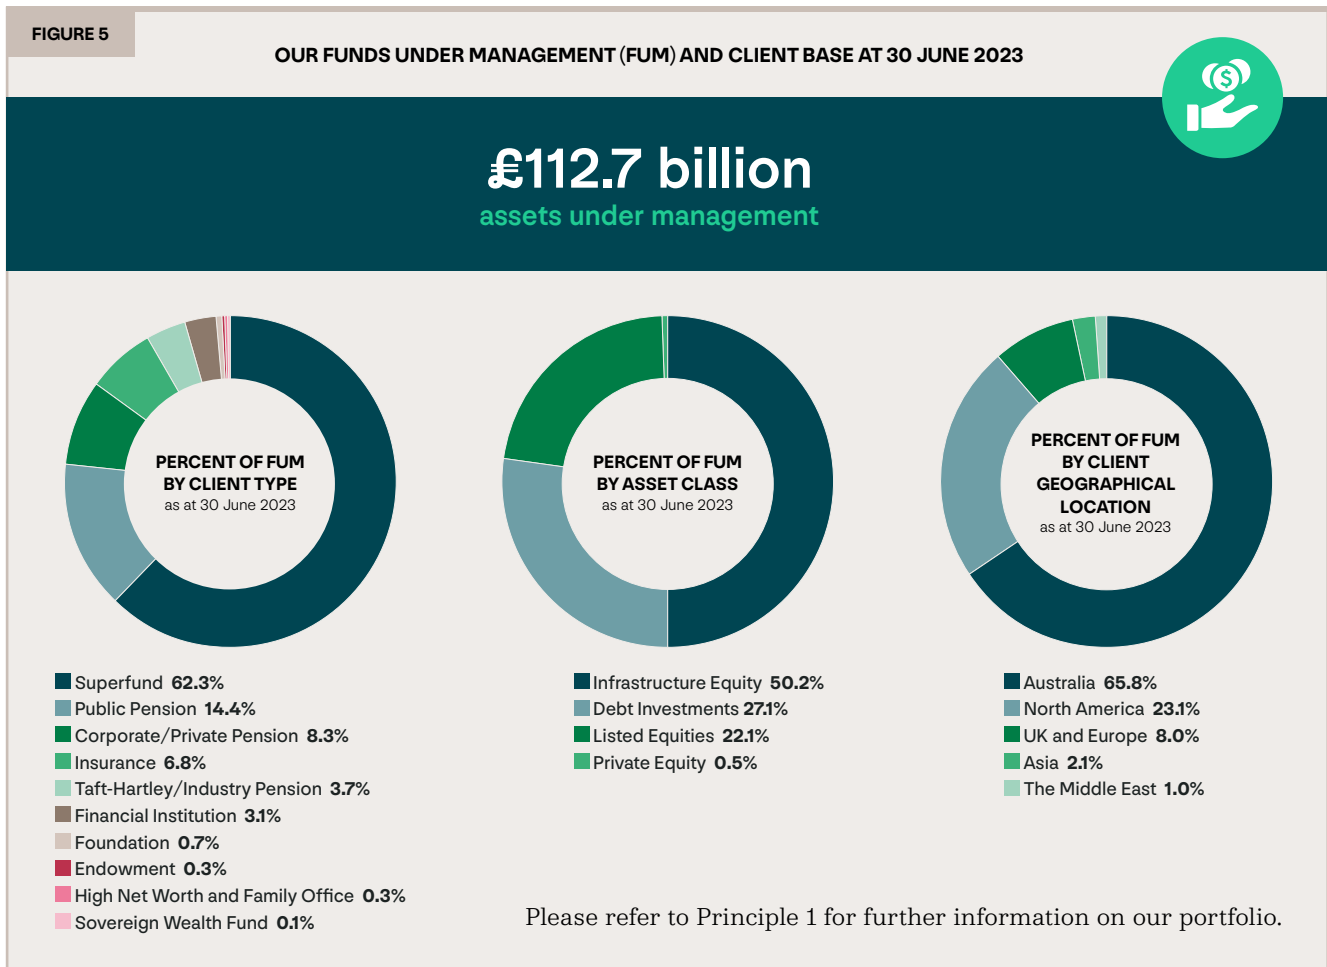 FIGURE 5
OUR FUNDS UNDER MANAGEMENT (FUM) AND CLIENT BASE AT 30 JUNE 2023
$
£112.7 billion
assets under management
PERCENT OF FUM
BY CLIENT TYPE
as at 30 June 2023
Superfund 62.3%
Public Pension 14.4%
Corporate/Private Pension 8.3%
Insurance 6.8%
Taft-Hartley/Industry Pension 3.7%
Financial Institution 3.1%
Foundation 0.7%
Endowment 0.3%
High Net Worth and Family Office 0.3%
Sovereign Wealth Fund 0.1%
PERCENT OF FUM
BY ASSET CLASS
as at 30 June 2023
Infrastructure Equity 50.2%
Debt Investments 27.1%
Listed Equities 22.1%
Private Equity 0.5%
PERCENT OF FUM
BY CLIENT
GEOGRAPHICAL
LOCATION
as at 30 June 2023
Australia 65.8%
North America 23.1%
UK and Europe 8.0%
Asia 2.1%
The Middle East 1.0%
Please refer to Principle 1 for further information on our portfolio.